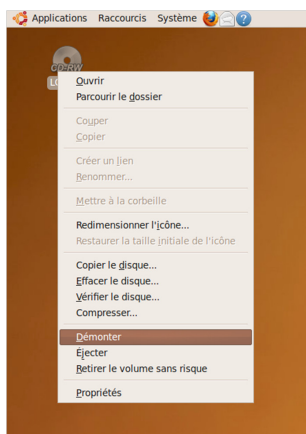 Applications Raccourcis Système
CD-RW
Ouvrir
Parcourir le dossier
Couper
Copier
Créer un lien
Renommer...
Mettre à la corbeille
Redimensionner l'icône...
Restaurer la taille initiale de l'icône
Copier le disque...
Effacer le disque...
Vérifier le disque...
Compresser...
Démonter
Éjecter
Retirer le volume sans risque
Propriétés